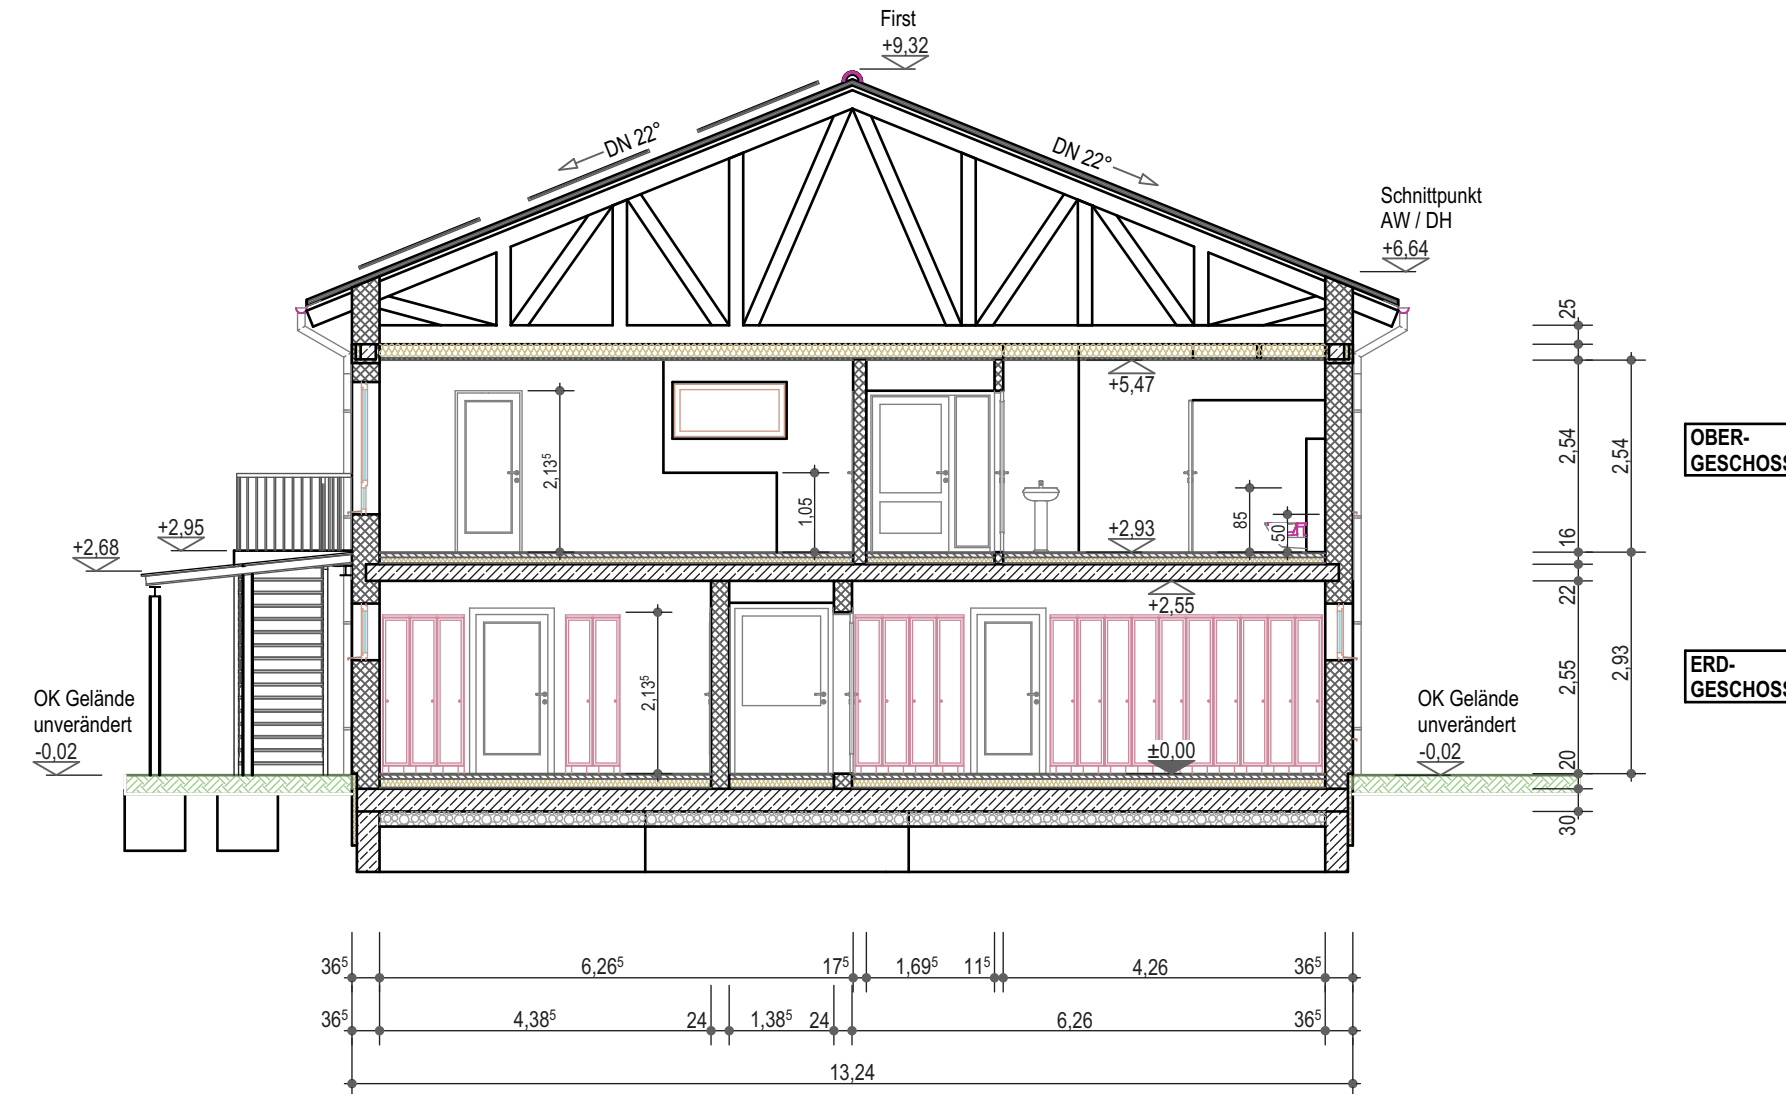 First
+9,32
DN 22°
DN 22°
Schnittpunkt
AW / DH
+6,64
25
+5,47
2,13⁵
1,05
85
50
2,54
2,54
OBER-
GESCHOSS
+2,95
+2,68
+2,93
16
+2,55
22
2,13⁵
2,55
2,93
ERD-
GESCHOSS
OK Gelände
unverändert
-0,02
±0,00
OK Gelände
unverändert
-0,02
20
30
36⁵ 6,26⁵ 17⁵ 1,69⁵ 11⁵ 4,26 36⁵
36⁵ 4,38⁵ 24 1,38⁵ 24 6,26 36⁵
13,24